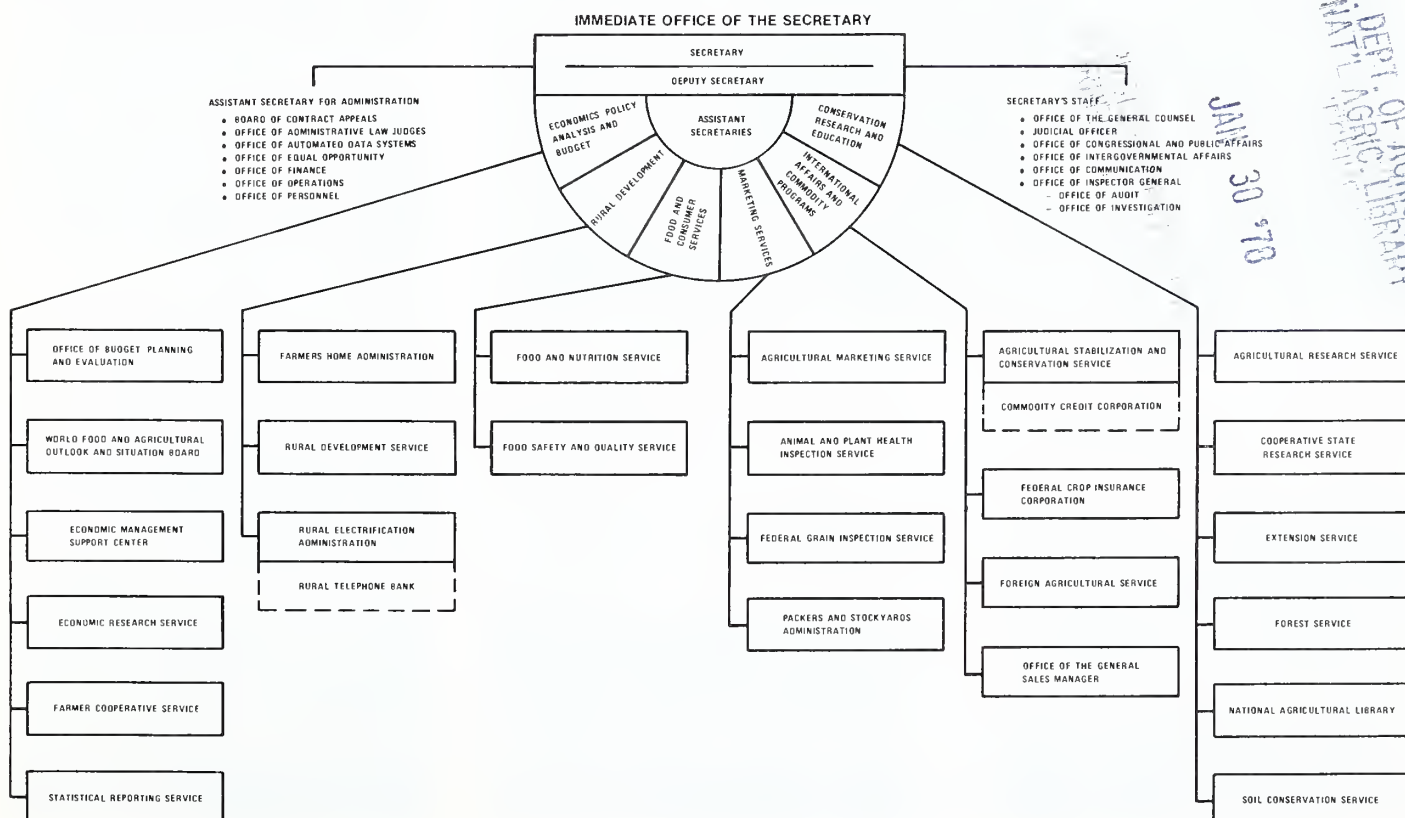 IMMEDIATE OFFICE OF THE SECRETARY
SECRETARY
DEPUTY SECRETARY
ASSISTANT
SECRETARIES
ECONOMICS POLICY
ANALYSIS AND
BUDGET
RURAL DEVELOPMENT
FOOD AND
CONSUMER
SERVICES
MARKETING SERVICES
INTERNATIONAL
AFFAIRS AND
COMMODITY
PROGRAMS
CONSERVATION
RESEARCH AND
EDUCATION
ASSISTANT SECRETARY FOR ADMINISTRATION
• BOARD OF CONTRACT APPEALS
• OFFICE OF ADMINISTRATIVE LAW JUDGES
• OFFICE OF AUTOMATED DATA SYSTEMS
• OFFICE OF EQUAL OPPORTUNITY
• OFFICE OF FINANCE
• OFFICE OF OPERATIONS
• OFFICE OF PERSONNEL
SECRETARY'S STAFF
• OFFICE OF THE GENERAL COUNSEL
• JUDICIAL OFFICER
• OFFICE OF CONGRESSIONAL AND PUBLIC AFFAIRS
• OFFICE OF INTERGOVERNMENTAL AFFAIRS
• OFFICE OF COMMUNICATION
• OFFICE OF INSPECTOR GENERAL
– OFFICE OF AUDIT
– OFFICE OF INVESTIGATION
DEPT. OF
NAT'L AGRIC. LIBRARY
JAN 30 '78
OFFICE OF BUDGET PLANNING
AND EVALUATION
WORLD FOOD AND AGRICULTURAL
OUTLOOK AND SITUATION BOARD
ECONOMIC MANAGEMENT
SUPPORT CENTER
ECONOMIC RESEARCH SERVICE
FARMER COOPERATIVE SERVICE
STATISTICAL REPORTING SERVICE
FARMERS HOME ADMINISTRATION
RURAL DEVELOPMENT SERVICE
RURAL ELECTRIFICATION
ADMINISTRATION
RURAL TELEPHONE BANK
FOOD AND NUTRITION SERVICE
FOOD SAFETY AND QUALITY SERVICE
AGRICULTURAL MARKETING SERVICE
ANIMAL AND PLANT HEALTH
INSPECTION SERVICE
FEDERAL GRAIN INSPECTION SERVICE
PACKERS AND STOCKYARDS
ADMINISTRATION
AGRICULTURAL STABILIZATION AND
CONSERVATION SERVICE
COMMODITY CREDIT CORPORATION
FEDERAL CROP INSURANCE
CORPORATION
FOREIGN AGRICULTURAL SERVICE
OFFICE OF THE GENERAL
SALES MANAGER
AGRICULTURAL RESEARCH SERVICE
COOPERATIVE STATE
RESEARCH SERVICE
EXTENSION SERVICE
FOREST SERVICE
NATIONAL AGRICULTURAL LIBRARY
SOIL CONSERVATION SERVICE